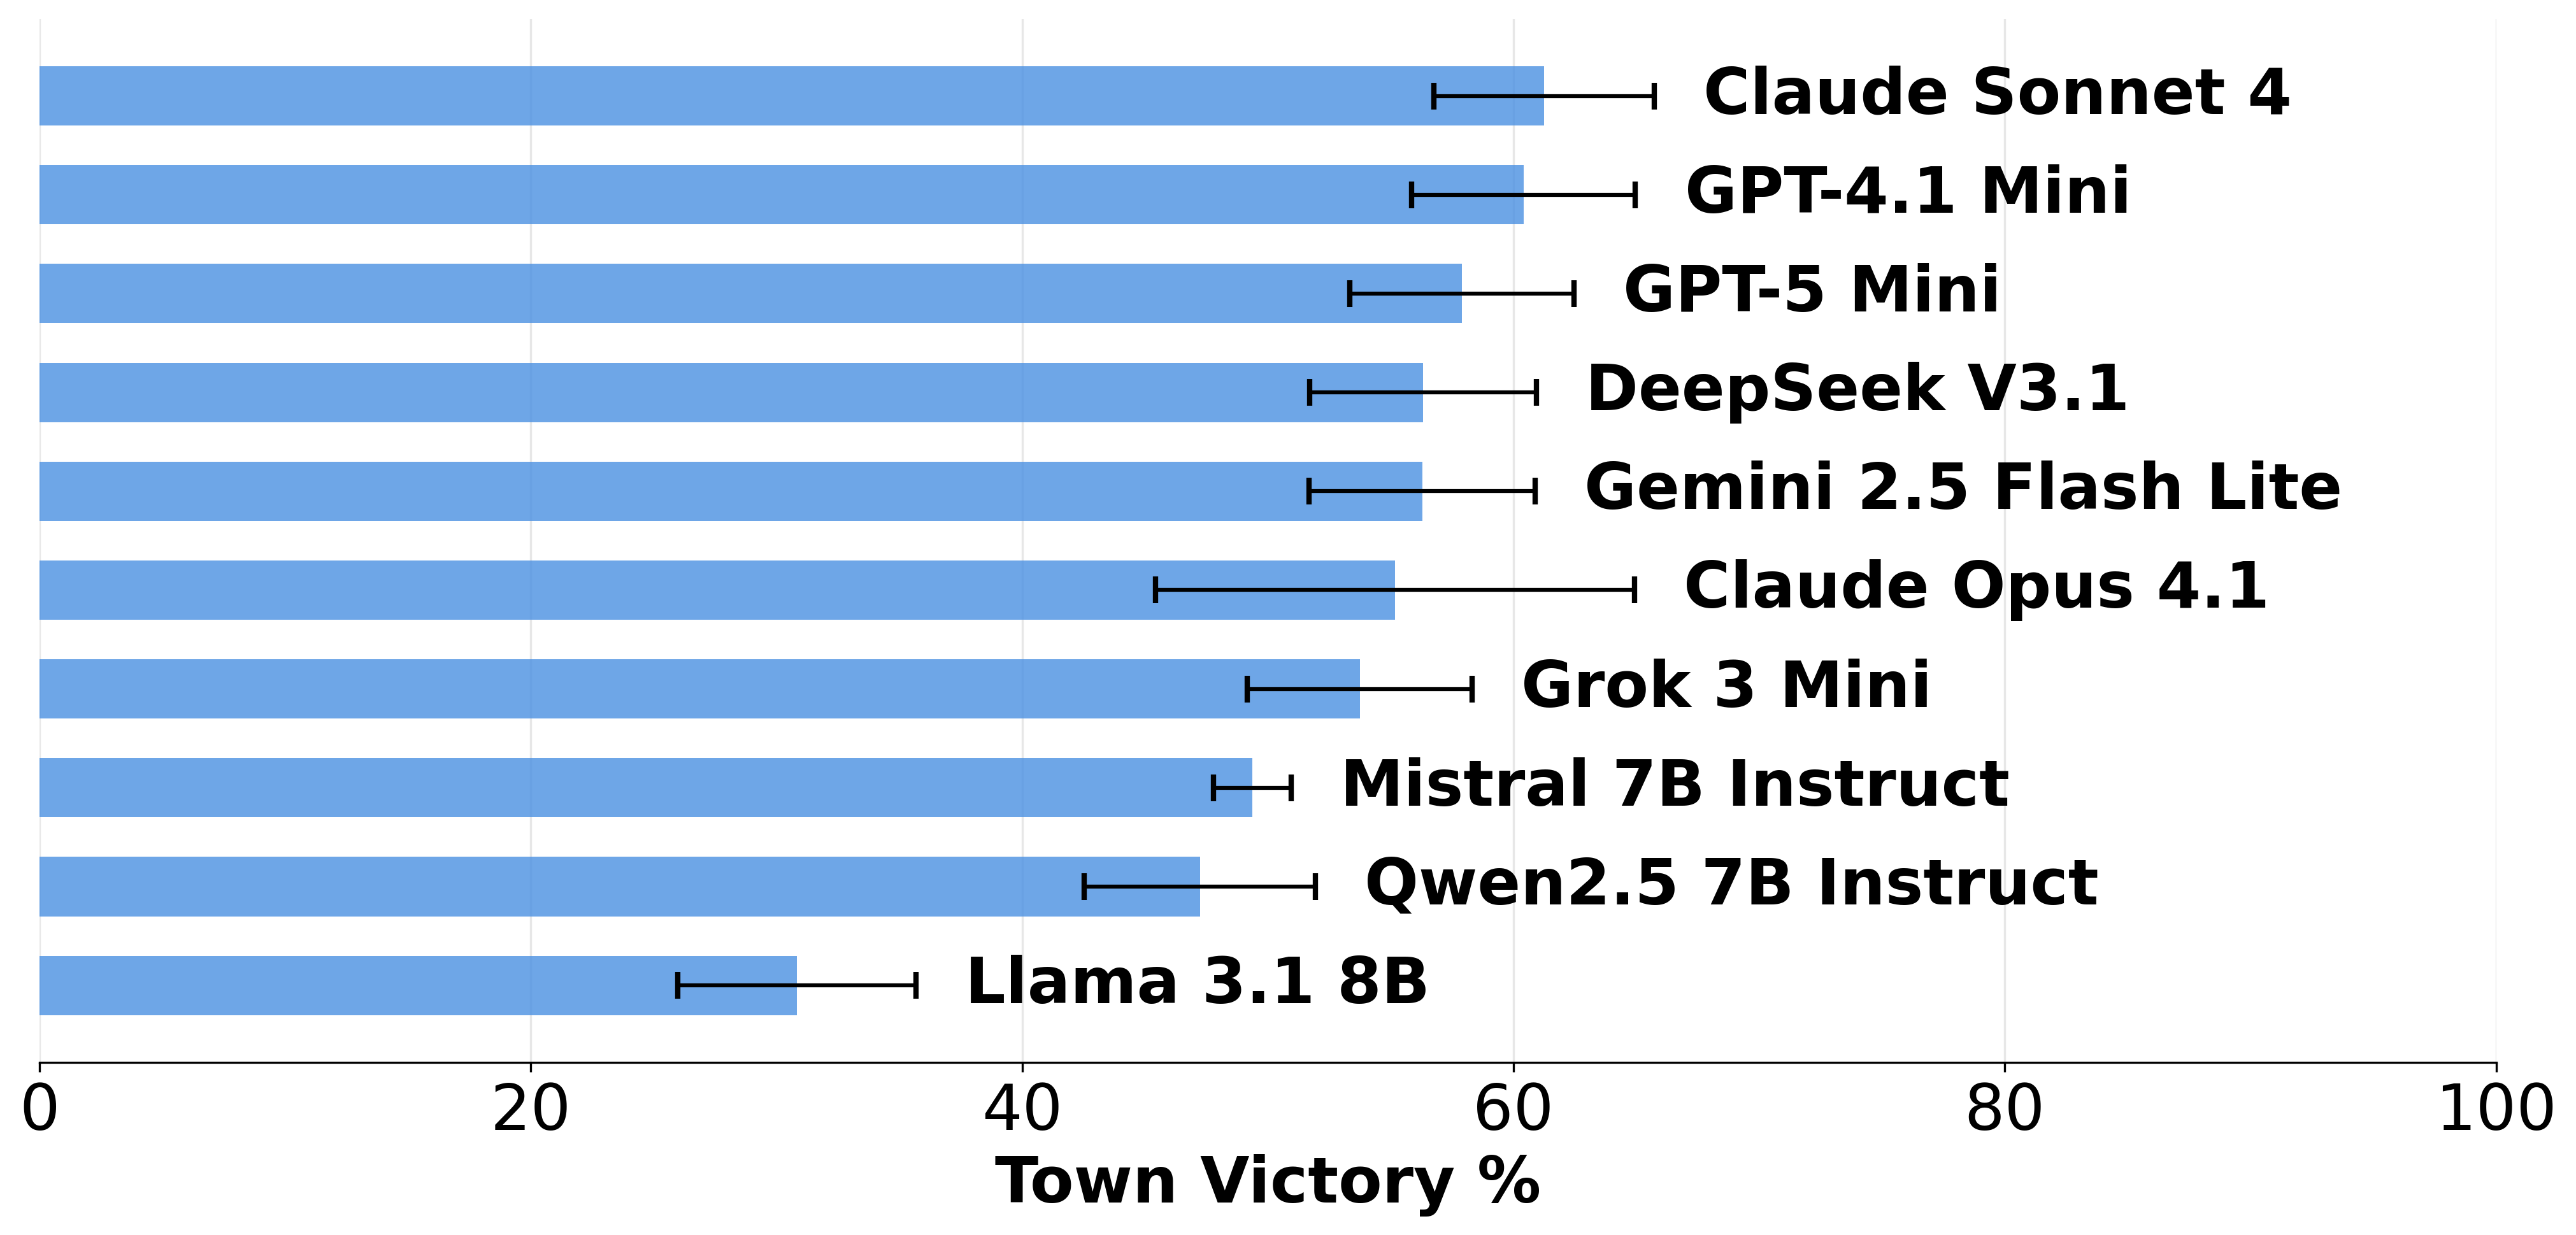 Claude Sonnet 4
GPT-4.1 Mini
GPT-5 Mini
DeepSeek V3.1
Gemini 2.5 Flash Lite
Claude Opus 4.1
Grok 3 Mini
Mistral 7B Instruct
Qwen2.5 7B Instruct
Llama 3.1 8B
0 20 40 60 80 100
Town Victory %